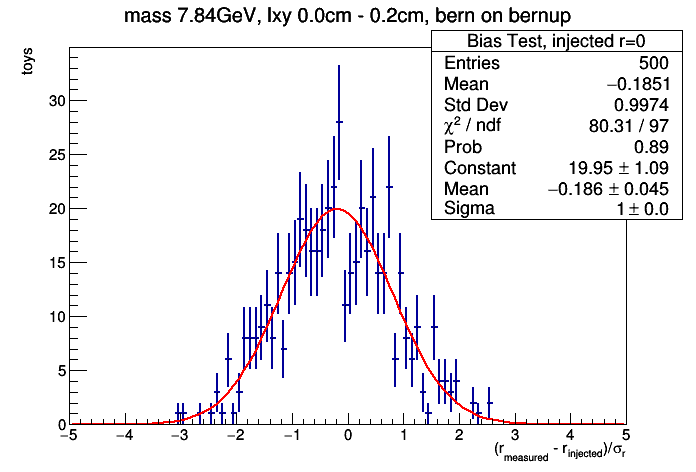 mass 7.84GeV, lxy 0.0cm - 0.2cm, bern on bernup
toys
Bias Test, injected r=0
Entries 500
Mean −0.1851
Std Dev 0.9974
χ² / ndf 80.31 / 97
Prob 0.89
Constant 19.95 ± 1.09
Mean −0.186 ± 0.045
Sigma 1 ± 0.0
30
25
20
15
10
5
0
−5 −4 −3 −2 −1 0 1 2 3 4 5
(r_measured - r_injected)/σ_r